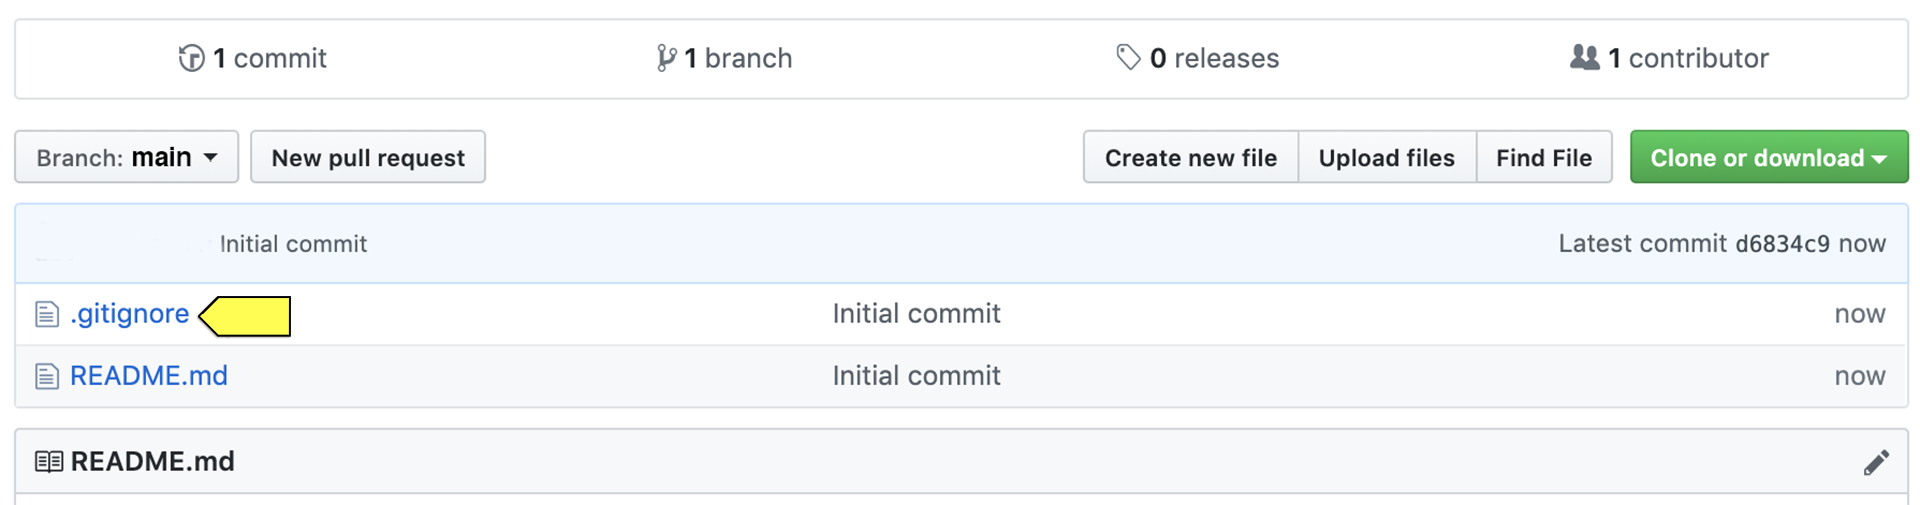 1 commit 1 branch 0 releases 1 contributor
Branch: main New pull request Create new file Upload files Find File Clone or download
Initial commit Latest commit d6834c9 now
.gitignore Initial commit now
README.md Initial commit now
README.md